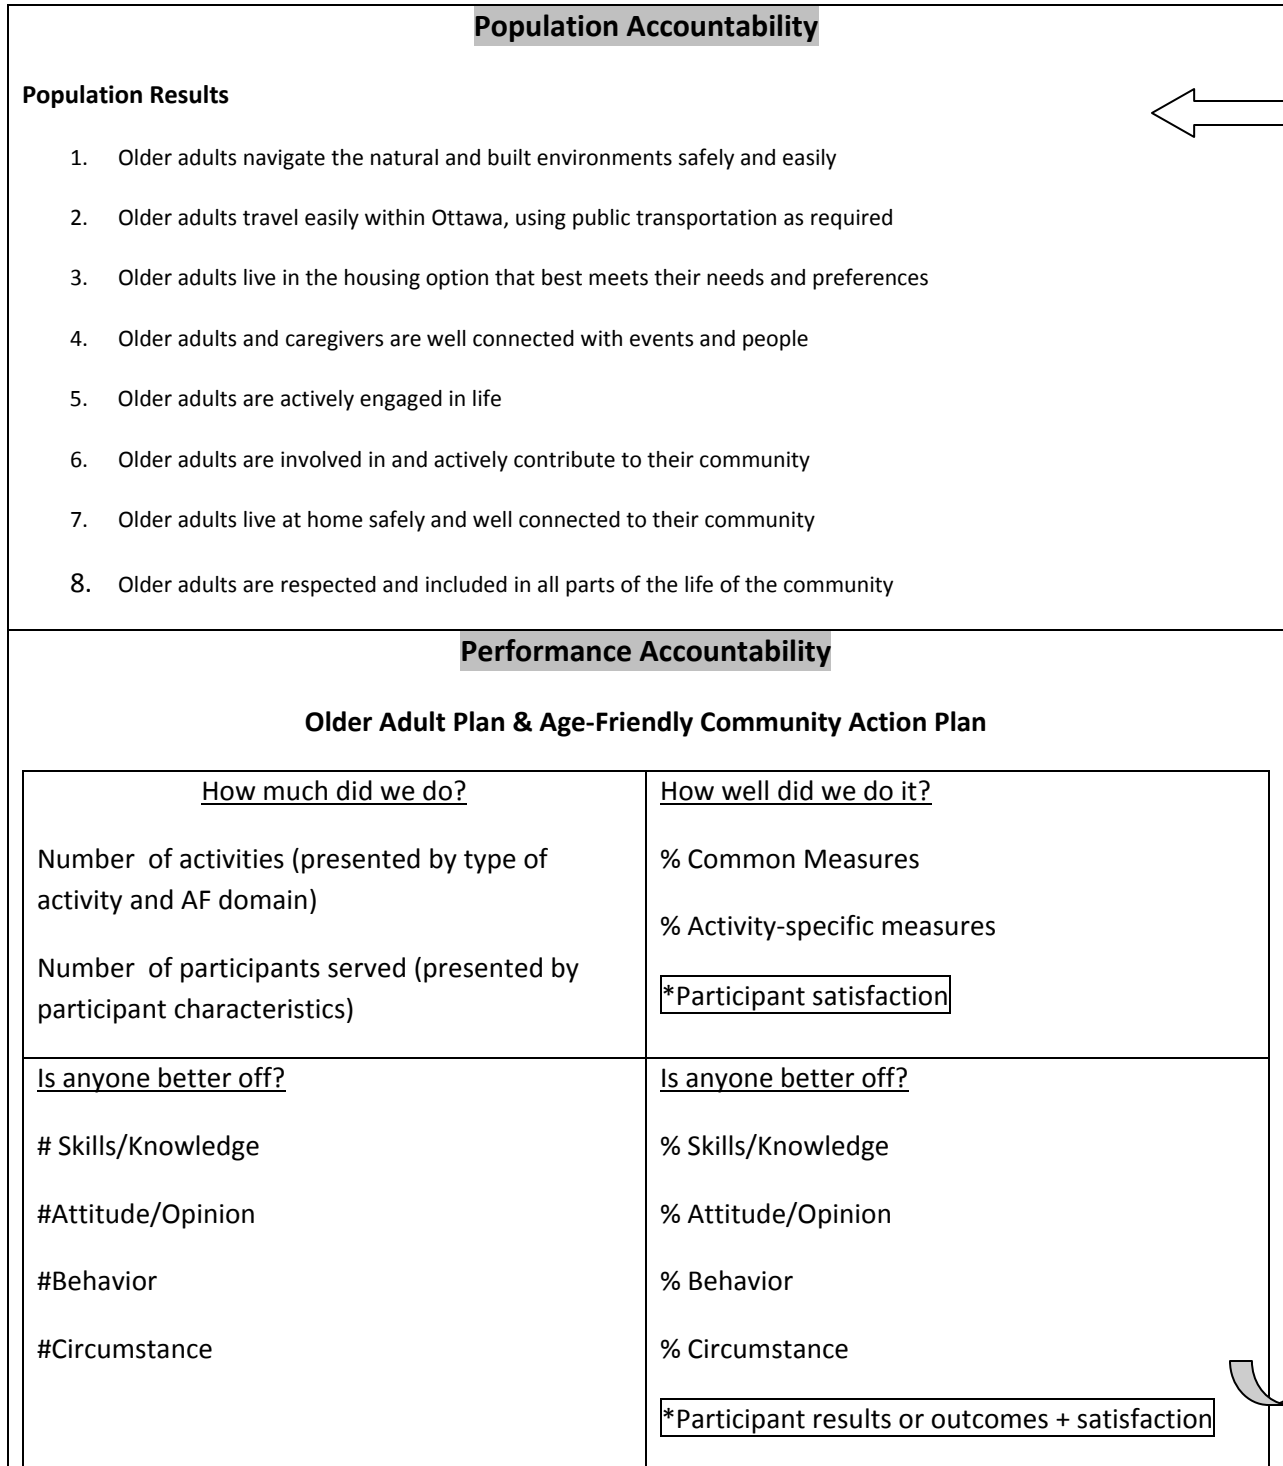 Population Accountability
Population Results
1. Older adults navigate the natural and built environments safely and easily
2. Older adults travel easily within Ottawa, using public transportation as required
3. Older adults live in the housing option that best meets their needs and preferences
4. Older adults and caregivers are well connected with events and people
5. Older adults are actively engaged in life
6. Older adults are involved in and actively contribute to their community
7. Older adults live at home safely and well connected to their community
8. Older adults are respected and included in all parts of the life of the community
Performance Accountability
Older Adult Plan & Age-Friendly Community Action Plan
How much did we do?
Number of activities (presented by type of
activity and AF domain)
Number of participants served (presented by
participant characteristics)
How well did we do it?
% Common Measures
% Activity-specific measures
*Participant satisfaction
Is anyone better off?
# Skills/Knowledge
#Attitude/Opinion
#Behavior
#Circumstance
Is anyone better off?
% Skills/Knowledge
% Attitude/Opinion
% Behavior
% Circumstance
*Participant results or outcomes + satisfaction